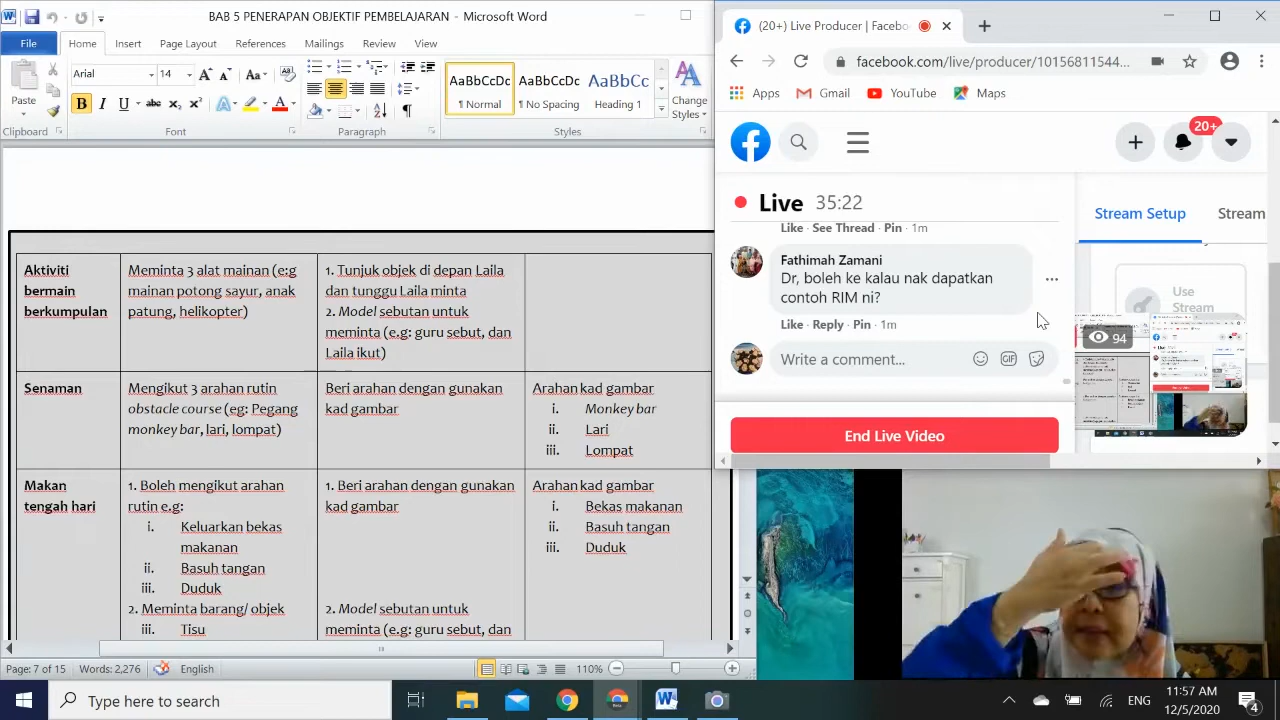 BAB 5 PENERAPAN OBJEKTIF PEMBELAJARAN - Microsoft Word
File Home Insert Page Layout References Mailings Review View
Arial 14
AaBbCcDc AaBbCcDc AaBbCc
¶ Normal ¶ No Spacing Heading 1
Change Styles
Paste
Clipboard Font Paragraph Styles
Aktiviti bermain berkumpulan
Meminta 3 alat mainan (e:g
mainan potong sayur, anak
patung, helikopter)
1. Tunjuk objek di depan Laila
dan tunggu Laila minta
2. Model sebutan untuk
meminta (e.g: guru sebut, dan
Laila ikut)
Senaman
Mengikut 3 arahan rutin
obstacle course (eg: Pegang
monkey bar, lari, lompat)
Beri arahan dengan gunakan
kad gambar
Arahan kad gambar
i. Monkey bar
ii. Lari
iii. Lompat
Makan
tengah hari
1. Boleh mengikut arahan
rutin e.g:
i. Keluarkan bekas
makanan
ii. Basuh tangan
iii. Duduk
2. Meminta barang/ objek
iii. Tisu
1. Beri arahan dengan gunakan
kad gambar
2. Model sebutan untuk
meminta (e.g: guru sebut, dan
Arahan kad gambar
i. Bekas makanan
ii. Basuh tangan
iii. Duduk
Page: 7 of 15 Words: 2,276 English 110%
(20+) Live Producer | Facebo
facebook.com/live/producer/10156811544...
Apps Gmail YouTube Maps
20+
Live 35:22
Like · See Thread · Pin · 1m
Fathimah Zamani
Dr, boleh ke kalau nak dapatkan
contoh RIM ni?
Like · Reply · Pin · 1m
Write a comment...
GIF
End Live Video
Stream Setup Stream
Use
Stream
94
Type here to search
ENG
11:57 AM
12/5/2020
4